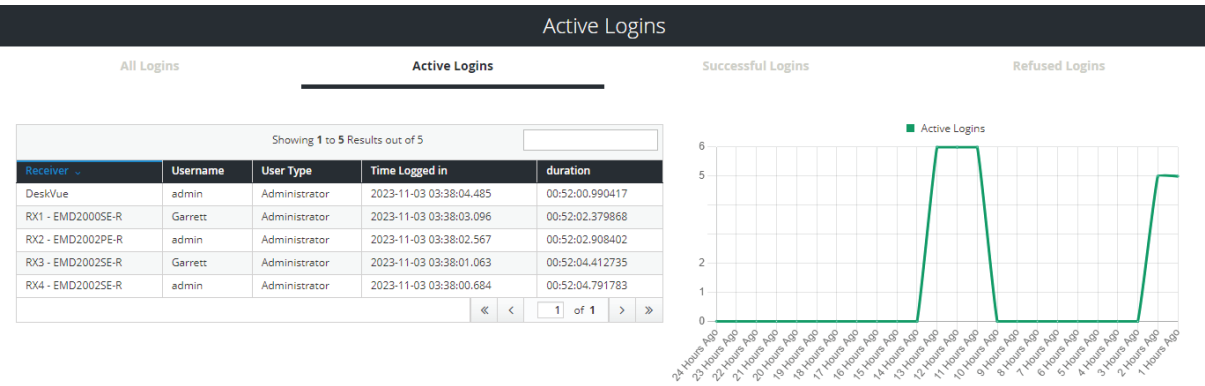 Active Logins
All Logins Active Logins Successful Logins Refused Logins
Showing 1 to 5 Results out of 5
Receiver Username User Type Time Logged in duration
DeskVue admin Administrator 2023-11-03 03:38:04.485 00:52:00.990417
RX1 - EMD2000SE-R Garrett Administrator 2023-11-03 03:38:03.096 00:52:02.379868
RX2 - EMD2002PE-R admin Administrator 2023-11-03 03:38:02.567 00:52:02.908402
RX3 - EMD2002SE-R Garrett Administrator 2023-11-03 03:38:01.063 00:52:04.412735
RX4 - EMD2002SE-R admin Administrator 2023-11-03 03:38:00.684 00:52:04.791783
« < 1 of 1 > »
Active Logins
6
5
2
1
0
24 Hours Ago
23 Hours Ago
22 Hours Ago
21 Hours Ago
20 Hours Ago
19 Hours Ago
18 Hours Ago
17 Hours Ago
16 Hours Ago
15 Hours Ago
14 Hours Ago
13 Hours Ago
12 Hours Ago
11 Hours Ago
10 Hours Ago
9 Hours Ago
8 Hours Ago
7 Hours Ago
6 Hours Ago
5 Hours Ago
4 Hours Ago
3 Hours Ago
2 Hours Ago
1 Hours Ago